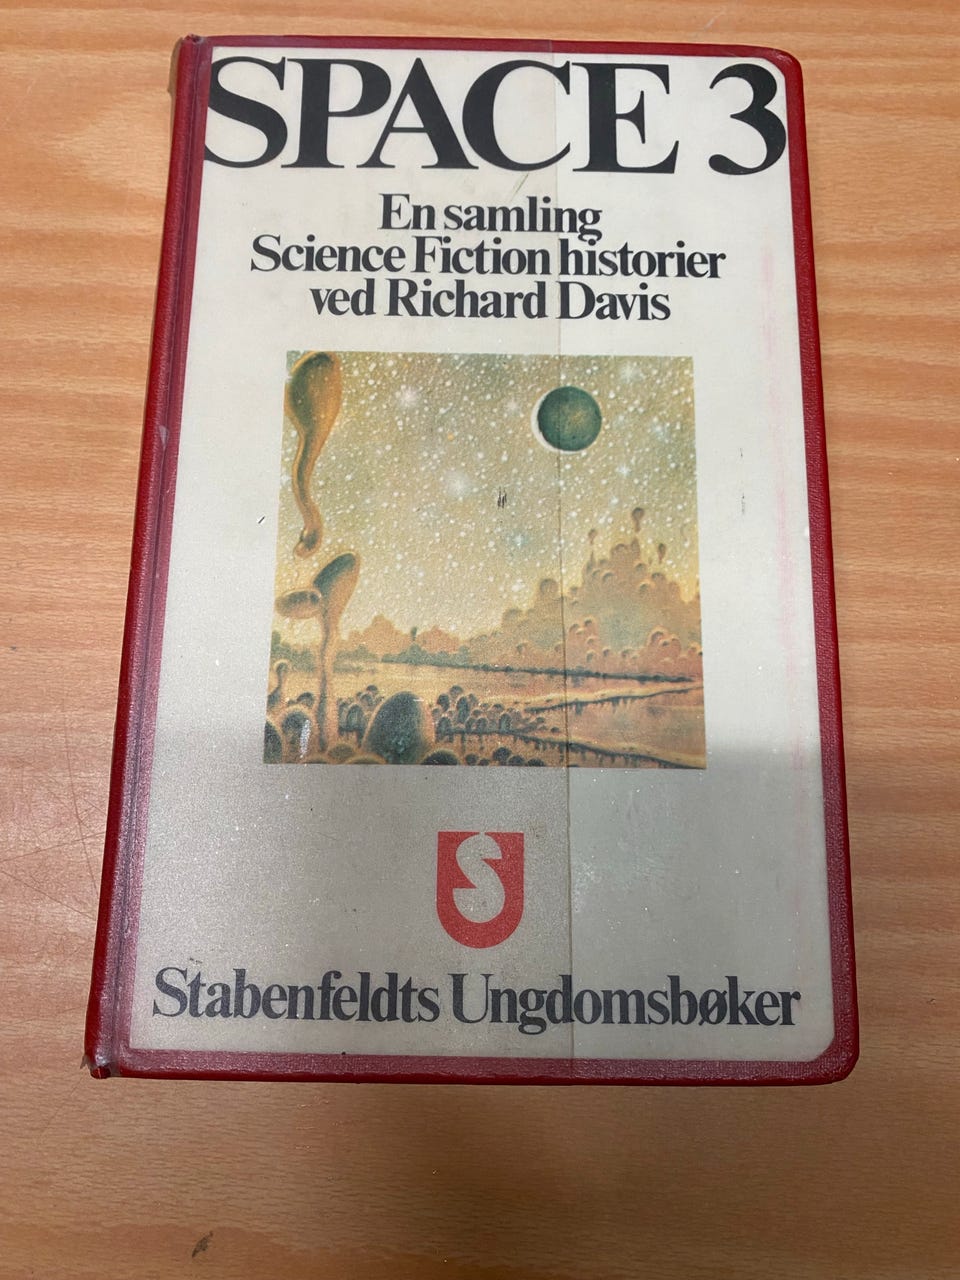 SPACE 3
En samling
Science Fiction historier
ved Richard Davis
S
Stabenfeldts Ungdomsbøker